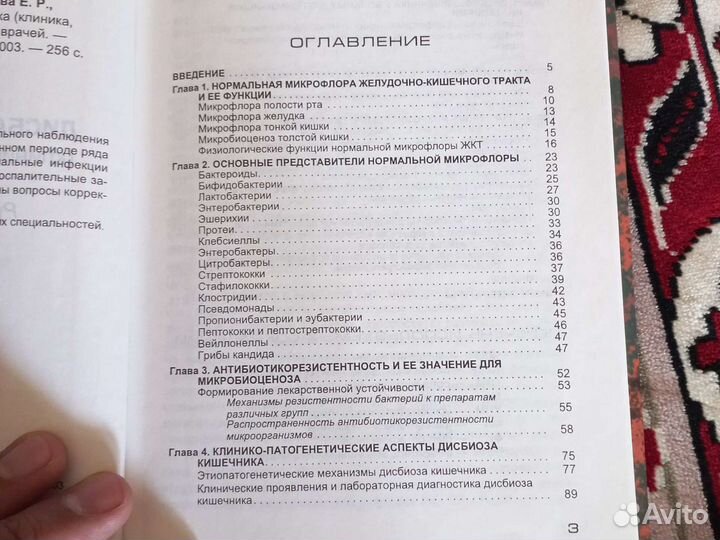 ва Е. Р.,
ка (клиника,
врачей. —
003. — 256 с.
льного наблюдения
нном периоде ряда
альные инфекции
оспалительные за-
ны вопросы коррек-
их специальностей.
ОГЛАВЛЕНИЕ
ВВЕДЕНИЕ 5
Глава 1. НОРМАЛЬНАЯ МИКРОФЛОРА ЖЕЛУДОЧНО-КИШЕЧНОГО ТРАКТА
И ЕЕ ФУНКЦИИ 8
Микрофлора полости рта 10
Микрофлора желудка 13
Микрофлора тонкой кишки 14
Микробиоценоз толстой кишки 15
Физиологические функции нормальной микрофлоры ЖКТ 16
Глава 2. ОСНОВНЫЕ ПРЕДСТАВИТЕЛИ НОРМАЛЬНОЙ МИКРОФЛОРЫ 23
Бактероиды 23
Бифидобактерии 25
Лактобактерии 27
Энтеробактерии 30
Эшерихии 30
Протеи 33
Клебсиеллы 34
Энтеробактеры 36
Цитробактеры 36
Стрептококки 37
Стафилококки 39
Клостридии 42
Псевдомонады 43
Пропионибактерии и эубактерии 45
Пептококки и пептострептококки 46
Вейллонеллы 47
Грибы кандида 47
Глава 3. АНТИБИОТИКОРЕЗИСТЕНТНОСТЬ И ЕЕ ЗНАЧЕНИЕ ДЛЯ
МИКРОБИОЦЕНОЗА 52
Формирование лекарственной устойчивости 53
Механизмы резистентности бактерий к препаратам
различных групп 55
Распространенность антибиотикорезистентности
микроорганизмов 58
Глава 4. КЛИНИКО-ПАТОГЕНЕТИЧЕСКИЕ АСПЕКТЫ ДИСБИОЗА
КИШЕЧНИКА 75
Этиопатогенетические механизмы дисбиоза кишечника 77
Клинические проявления и лабораторная диагностика дисбиоза
кишечника 89
3
Avito